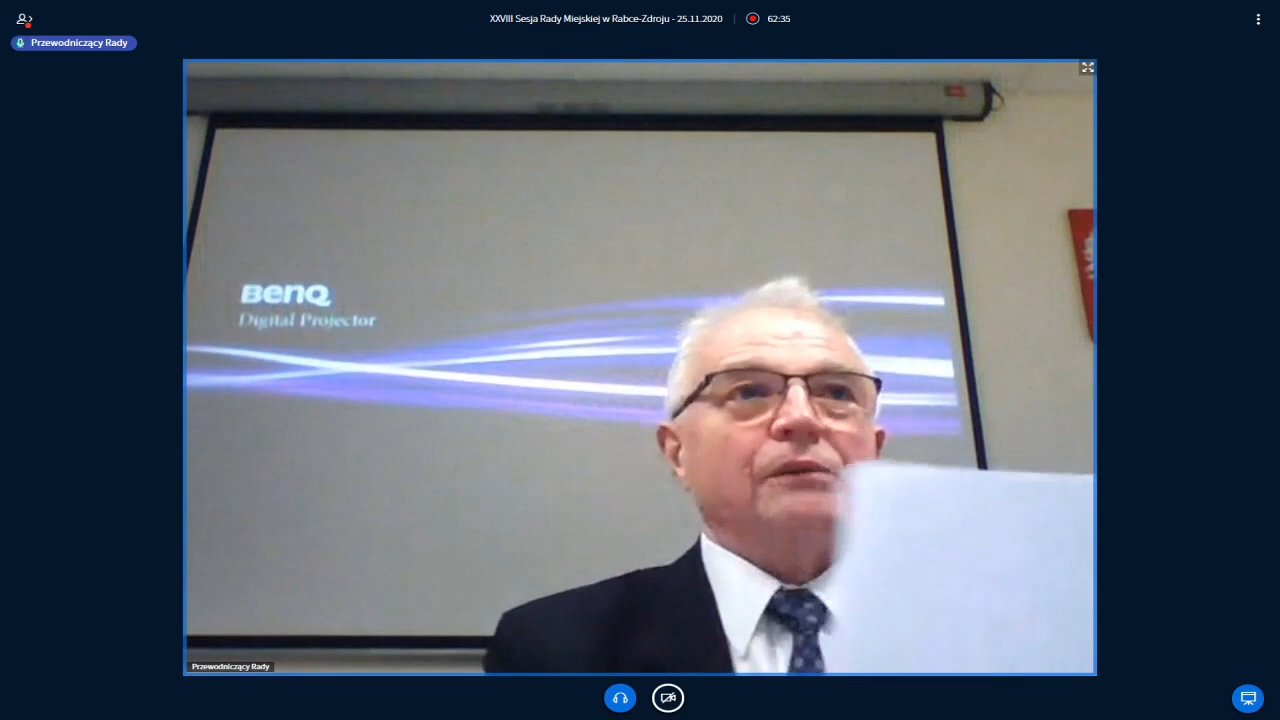 XXVIII Sesja Rady Miejskiej w Rabce-Zdroju - 25.11.2020
62:35
Przewodniczący Rady
BenQ
Digital Projector
Przewodniczący Rady